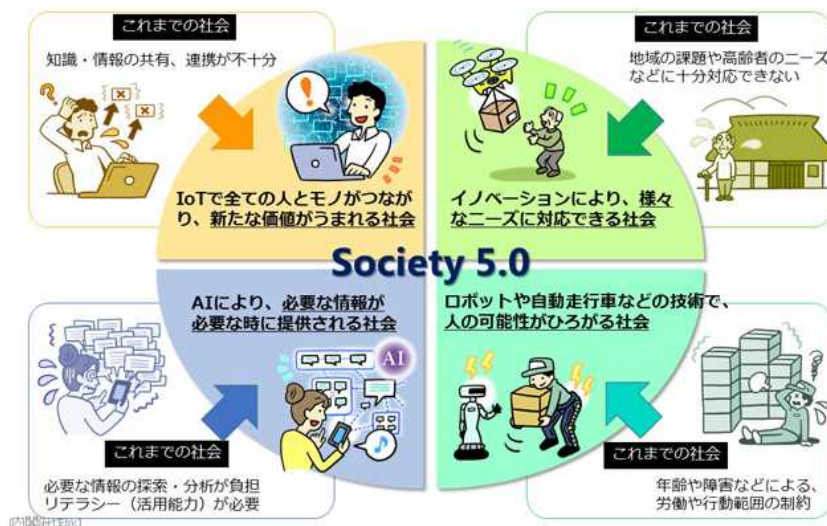 これまでの社会
知識・情報の共有、連携が不十分
IoTで全ての人とモノがつなが
り、新たな価値がうまれる社会
これまでの社会
地域の課題や高齢者のニーズ
などに十分対応できない
イノベーションにより、様々
なニーズに対応できる社会
Society 5.0
AIにより、必要な情報が
必要な時に提供される社会
AI
これまでの社会
必要な情報の探索・分析が負担
リテラシー（活用能力）が必要
ロボットや自動走行車などの技術で、
人の可能性がひろがる社会
これまでの社会
年齢や障害などによる、
労働や行動範囲の制約